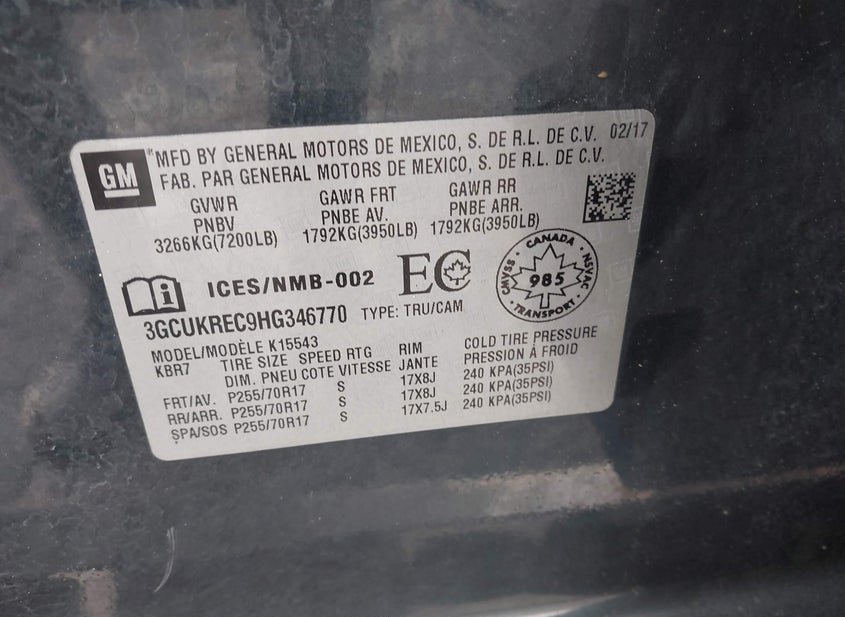 GM
*MFD BY GENERAL MOTORS DE MEXICO, S. DE R.L. DE C.V. 02/17
FAB. PAR GENERAL MOTORS DE MEXICO, S. DE R.L. DE C.V.
GVWR GAWR FRT GAWR RR
PNBV PNBE AV. PNBE ARR.
3266KG(7200LB) 1792KG(3950LB) 1792KG(3950LB)
i ICES/NMB-002 EC CANADA CMVSS 985 NSVAC TRANSPORT
3GCUKREC9HG346770 TYPE: TRU/CAM
MODEL/MODÈLE K15543
KBR7 TIRE SIZE SPEED RTG RIM COLD TIRE PRESSURE
DIM. PNEU COTE VITESSE JANTE PRESSION À FROID
FRT/AV. P255/70R17 S 17X8J 240 KPA(35PSI)
RR/ARR. P255/70R17 S 17X8J 240 KPA(35PSI)
SPA/SOS P255/70R17 S 17X7.5J 240 KPA(35PSI)